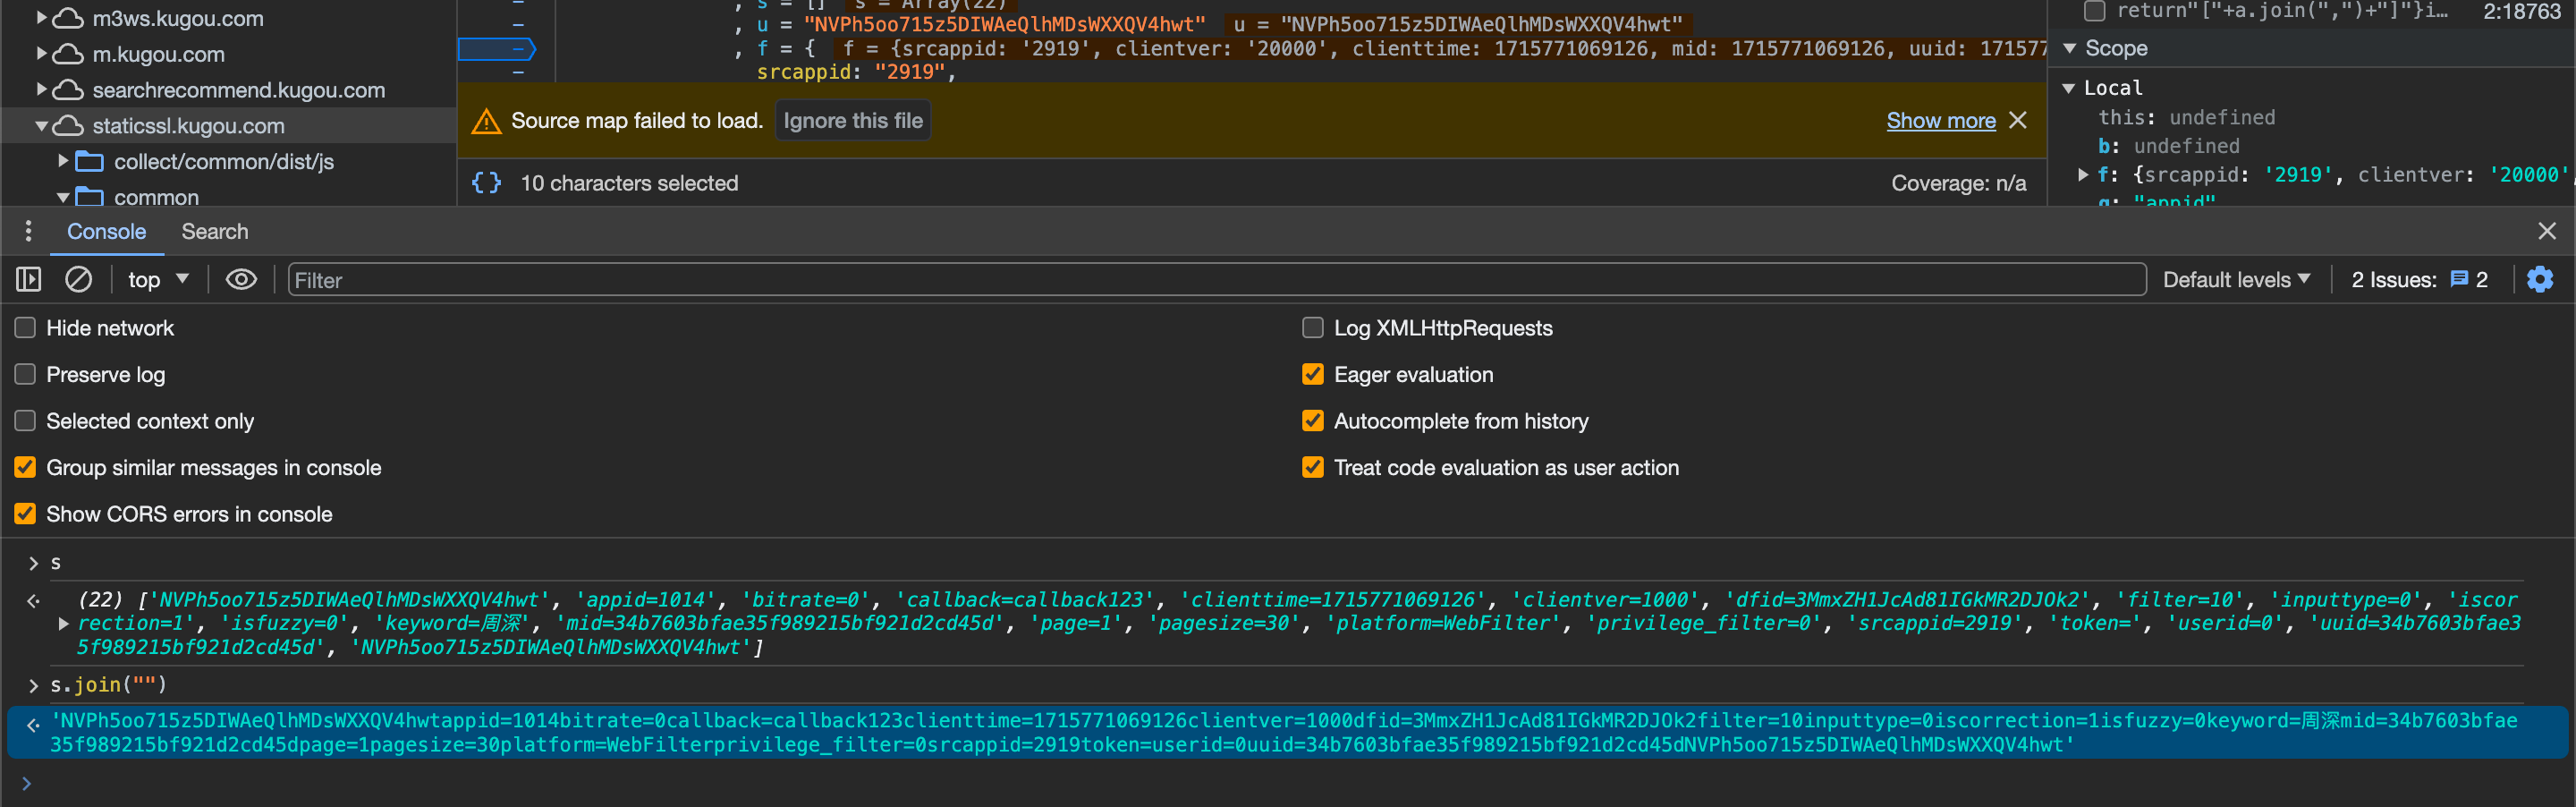 m3ws.kugou.com
m.kugou.com
searchrecommend.kugou.com
staticssl.kugou.com
collect/common/dist/js
common
, s = [] s = Array(22)
, u = "NVPh5oo715z5DIWAeQlhMDsWXXQV4hwt" u = "NVPh5oo715z5DIWAeQlhMDsWXXQV4hwt"
, f = { f = {srcappid: '2919', clientver: '20000', clienttime: 1715771069126, mid: 1715771069126, uuid: 171577
srcappid: "2919",
Source map failed to load. Ignore this file Show more
{} 10 characters selected Coverage: n/a
return"["+a.join(",")+"]"}i… 2:18763
Scope
Local
this: undefined
b: undefined
f: {srcappid: '2919', clientver: '20000',
g: "appid"
Console Search
top Filter Default levels 2 Issues: 2
Hide network Log XMLHttpRequests
Preserve log Eager evaluation
Selected context only Autocomplete from history
Group similar messages in console Treat code evaluation as user action
Show CORS errors in console
s
(22) ['NVPh5oo715z5DIWAeQlhMDsWXXQV4hwt', 'appid=1014', 'bitrate=0', 'callback=callback123', 'clienttime=1715771069126', 'clientver=1000', 'dfid=3MmxZH1JcAd81IGkMR2DJOk2', 'filter=10', 'inputtype=0', 'iscor
rection=1', 'isfuzzy=0', 'keyword=周深', 'mid=34b7603bfae35f989215bf921d2cd45d', 'page=1', 'pagesize=30', 'platform=WebFilter', 'privilege_filter=0', 'srcappid=2919', 'token=', 'userid=0', 'uuid=34b7603bfae3
5f989215bf921d2cd45d', 'NVPh5oo715z5DIWAeQlhMDsWXXQV4hwt']
s.join("")
'NVPh5oo715z5DIWAeQlhMDsWXXQV4hwtappid=1014bitrate=0callback=callback123clienttime=1715771069126clientver=1000dfid=3MmxZH1JcAd81IGkMR2DJOk2filter=10inputtype=0iscorrection=1isfuzzy=0keyword=周深mid=34b7603bfae
35f989215bf921d2cd45dpage=1pagesize=30platform=WebFilterprivilege_filter=0srcappid=2919token=userid=0uuid=34b7603bfae35f989215bf921d2cd45dNVPh5oo715z5DIWAeQlhMDsWXXQV4hwt'